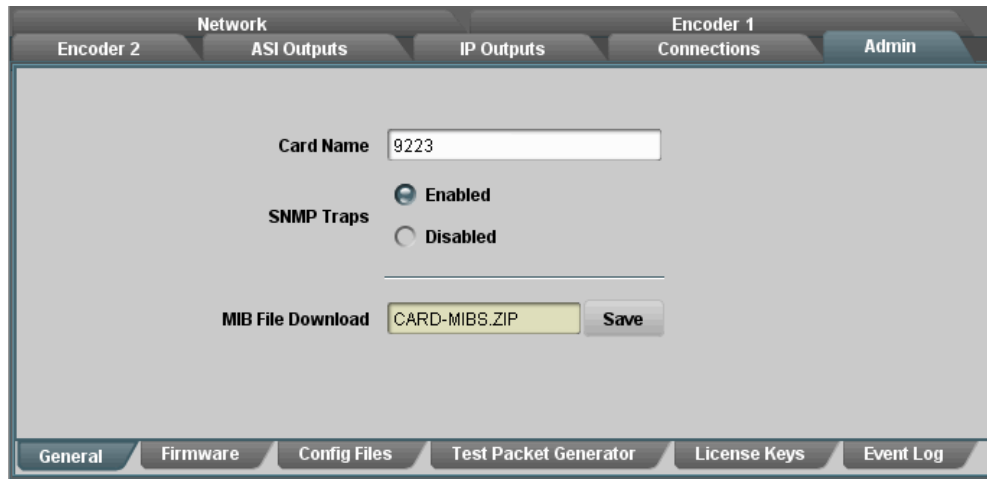 Network Encoder 1
Encoder 2 ASI Outputs IP Outputs Connections Admin
Card Name 9223
SNMP Traps
Enabled
Disabled
MIB File Download CARD-MIBS.ZIP Save
General Firmware Config Files Test Packet Generator License Keys Event Log